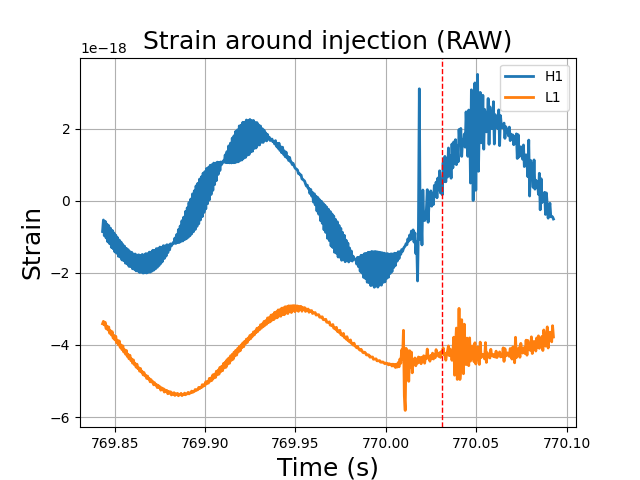 Strain around injection (RAW)
1e−18
H1
L1
2
0
−2
−4
−6
Strain
769.85
769.90
769.95
770.00
770.05
770.10
Time (s)